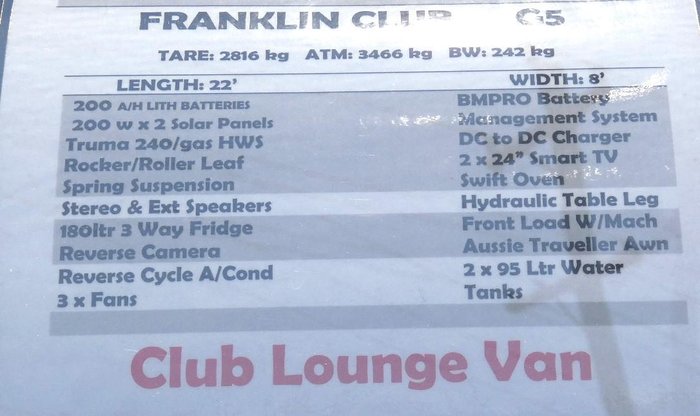 FRANKLIN CLUB G5
TARE: 2816 kg ATM: 3466 kg BW: 242 kg
LENGTH: 22' WIDTH: 8'
200 A/H LITH BATTERIES
200 w x 2 Solar Panels
Truma 240/gas HWS
Rocker/Roller Leaf
Spring Suspension
Stereo & Ext Speakers
180ltr 3 Way Fridge
Reverse Camera
Reverse Cycle A/Cond
3 x Fans
BMPRO Battery
Management System
DC to DC Charger
2 x 24" Smart TV
Swift Oven
Hydraulic Table Leg
Front Load W/Mach
Aussie Traveller Awn
2 x 95 Ltr Water
Tanks
Club Lounge Van